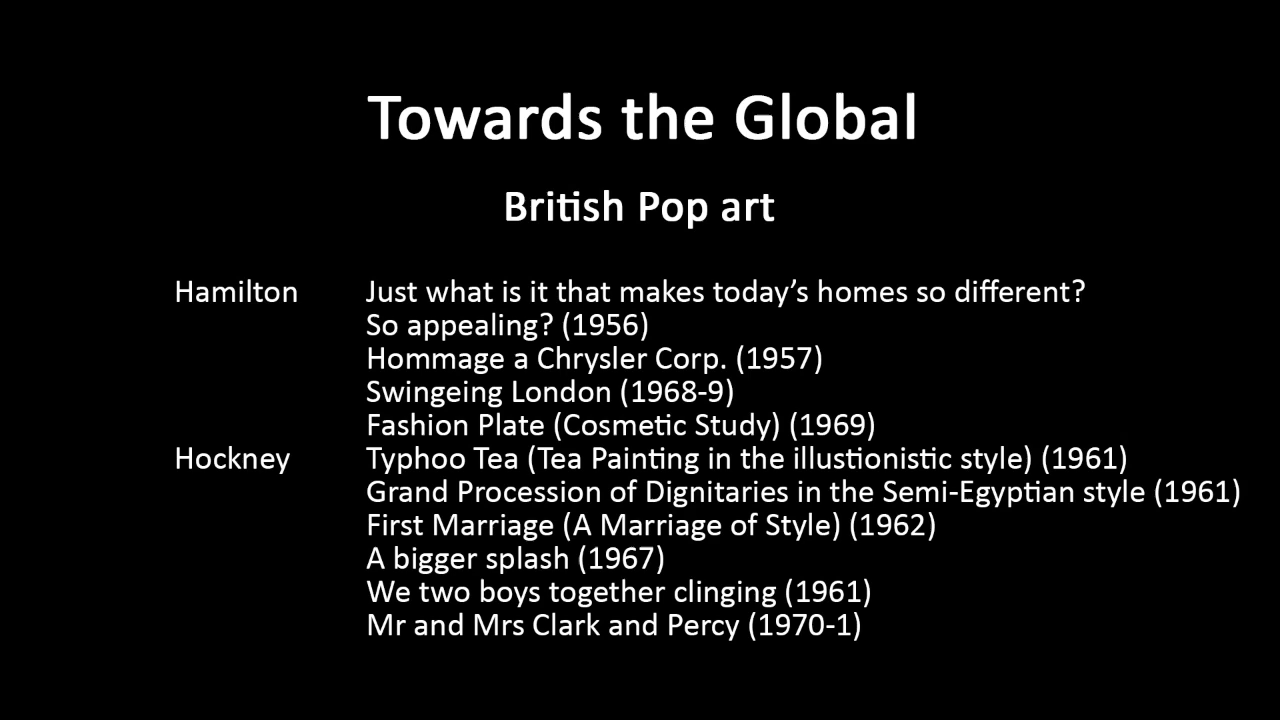 Towards the Global
British Pop art
Hamilton Just what is it that makes today’s homes so different?
So appealing? (1956)
Hommage a Chrysler Corp. (1957)
Swingeing London (1968-9)
Fashion Plate (Cosmetic Study) (1969)
Hockney Typhoo Tea (Tea Painting in the illustionistic style) (1961)
Grand Procession of Dignitaries in the Semi-Egyptian style (1961)
First Marriage (A Marriage of Style) (1962)
A bigger splash (1967)
We two boys together clinging (1961)
Mr and Mrs Clark and Percy (1970-1)